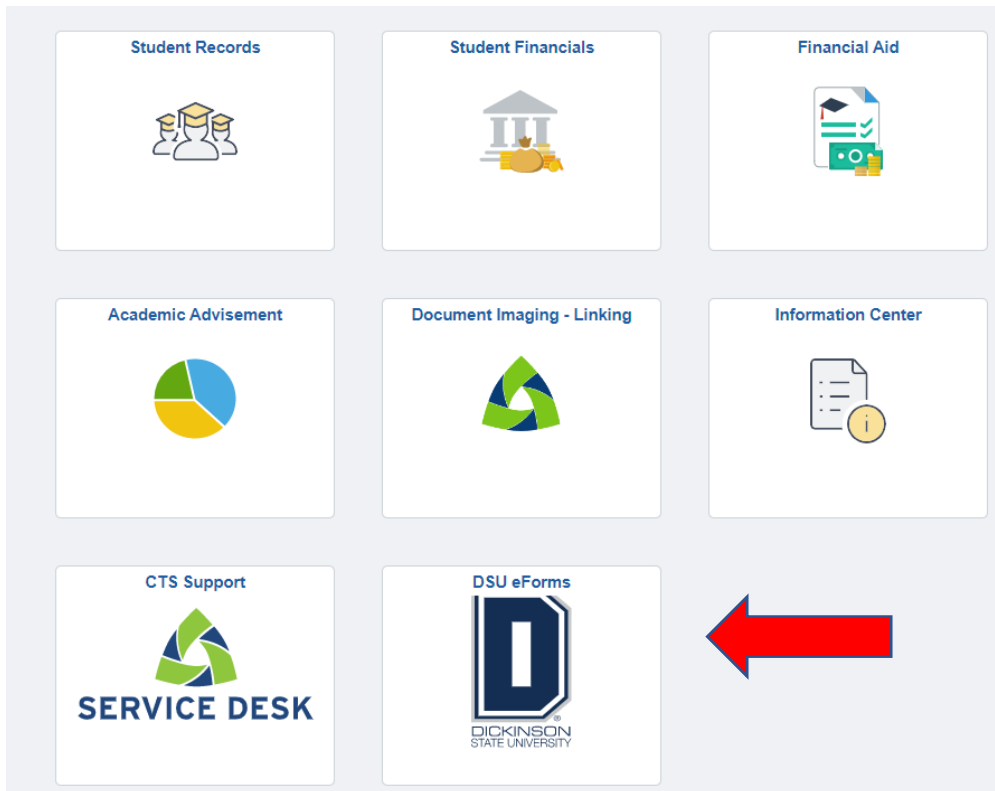 Student Records
Student Financials
Financial Aid
Academic Advisement
Document Imaging - Linking
Information Center
i
CTS Support
DSU eForms
SERVICE DESK
D
®
DICKINSON
STATE UNIVERSITY